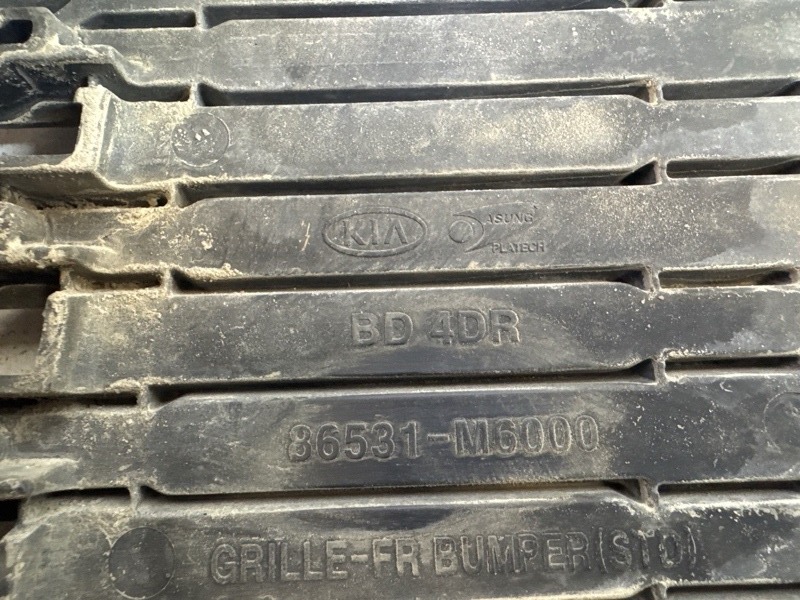 KIA ASUNG
PLATECH
BD 4DR
86531-M6000
GRILLE-FR BUMPER(STD)